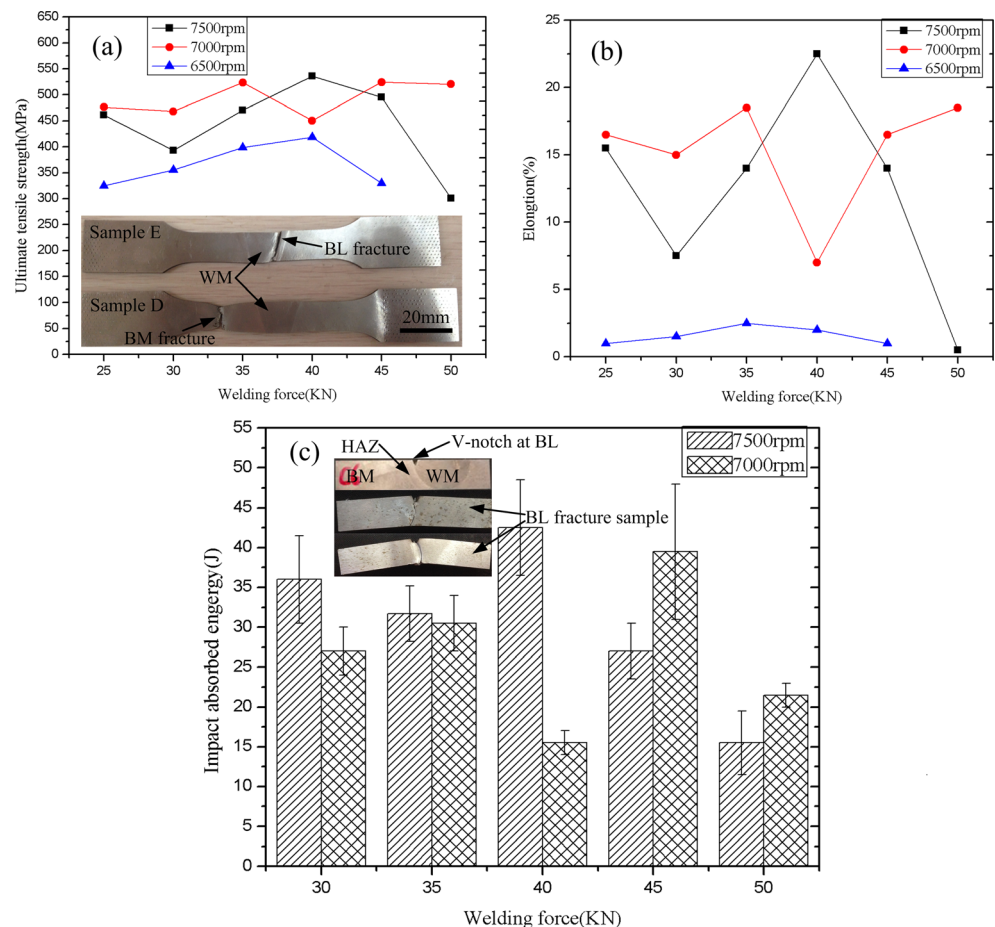 (a)
7500rpm
7000rpm
6500rpm
Ultimate tensile strength(MPa)
650
600
550
500
450
400
350
300
250
200
150
100
50
0
Sample E
BL fracture
WM
Sample D
BM fracture
20mm
25 30 35 40 45 50
Welding force(KN)
(b)
7500rpm
7000rpm
6500rpm
Elongtion(%)
25
20
15
10
5
0
25 30 35 40 45 50
Welding force(KN)
(c)
7500rpm
7000rpm
V-notch at BL
HAZ
BM WM
BL fracture sample
Impact absorbed engergy(J)
55
50
45
40
35
30
25
20
15
10
5
0
30 35 40 45 50
Welding force(KN)